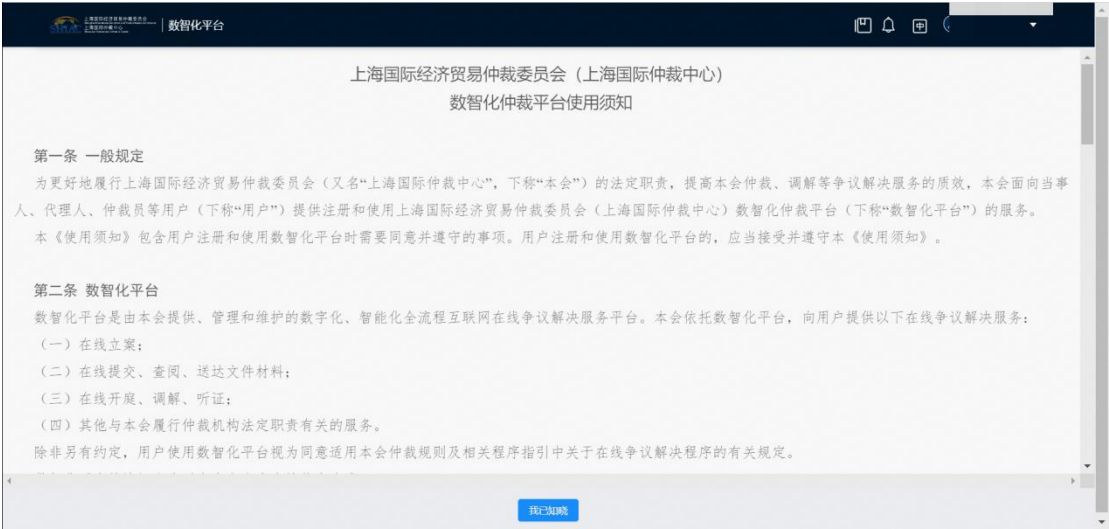 数智化平台
中
上海国际经济贸易仲裁委员会（上海国际仲裁中心）
数智化仲裁平台使用须知
第一条 一般规定
为更好地履行上海国际经济贸易仲裁委员会（又名“上海国际仲裁中心”，下称“本会”）的法定职责，提高本会仲裁、调解等争议解决服务的质效，本会面向当事
人、代理人、仲裁员等用户（下称“用户”）提供注册和使用上海国际经济贸易仲裁委员会（上海国际仲裁中心）数智化仲裁平台（下称“数智化平台”）的服务。
本《使用须知》包含用户注册和使用数智化平台时需要同意并遵守的事项。用户注册和使用数智化平台的，应当接受并遵守本《使用须知》。
第二条 数智化平台
数智化平台是由本会提供、管理和维护的数字化、智能化全流程互联网在线争议解决服务平台。本会依托数智化平台，向用户提供以下在线争议解决服务：
（一）在线立案；
（二）在线提交、查阅、送达文件材料；
（三）在线开庭、调解、听证；
（四）其他与本会履行仲裁机构法定职责有关的服务。
除非另有约定，用户使用数智化平台视为同意适用本会仲裁规则及相关程序指引中关于在线争议解决程序的有关规定。
我已知晓